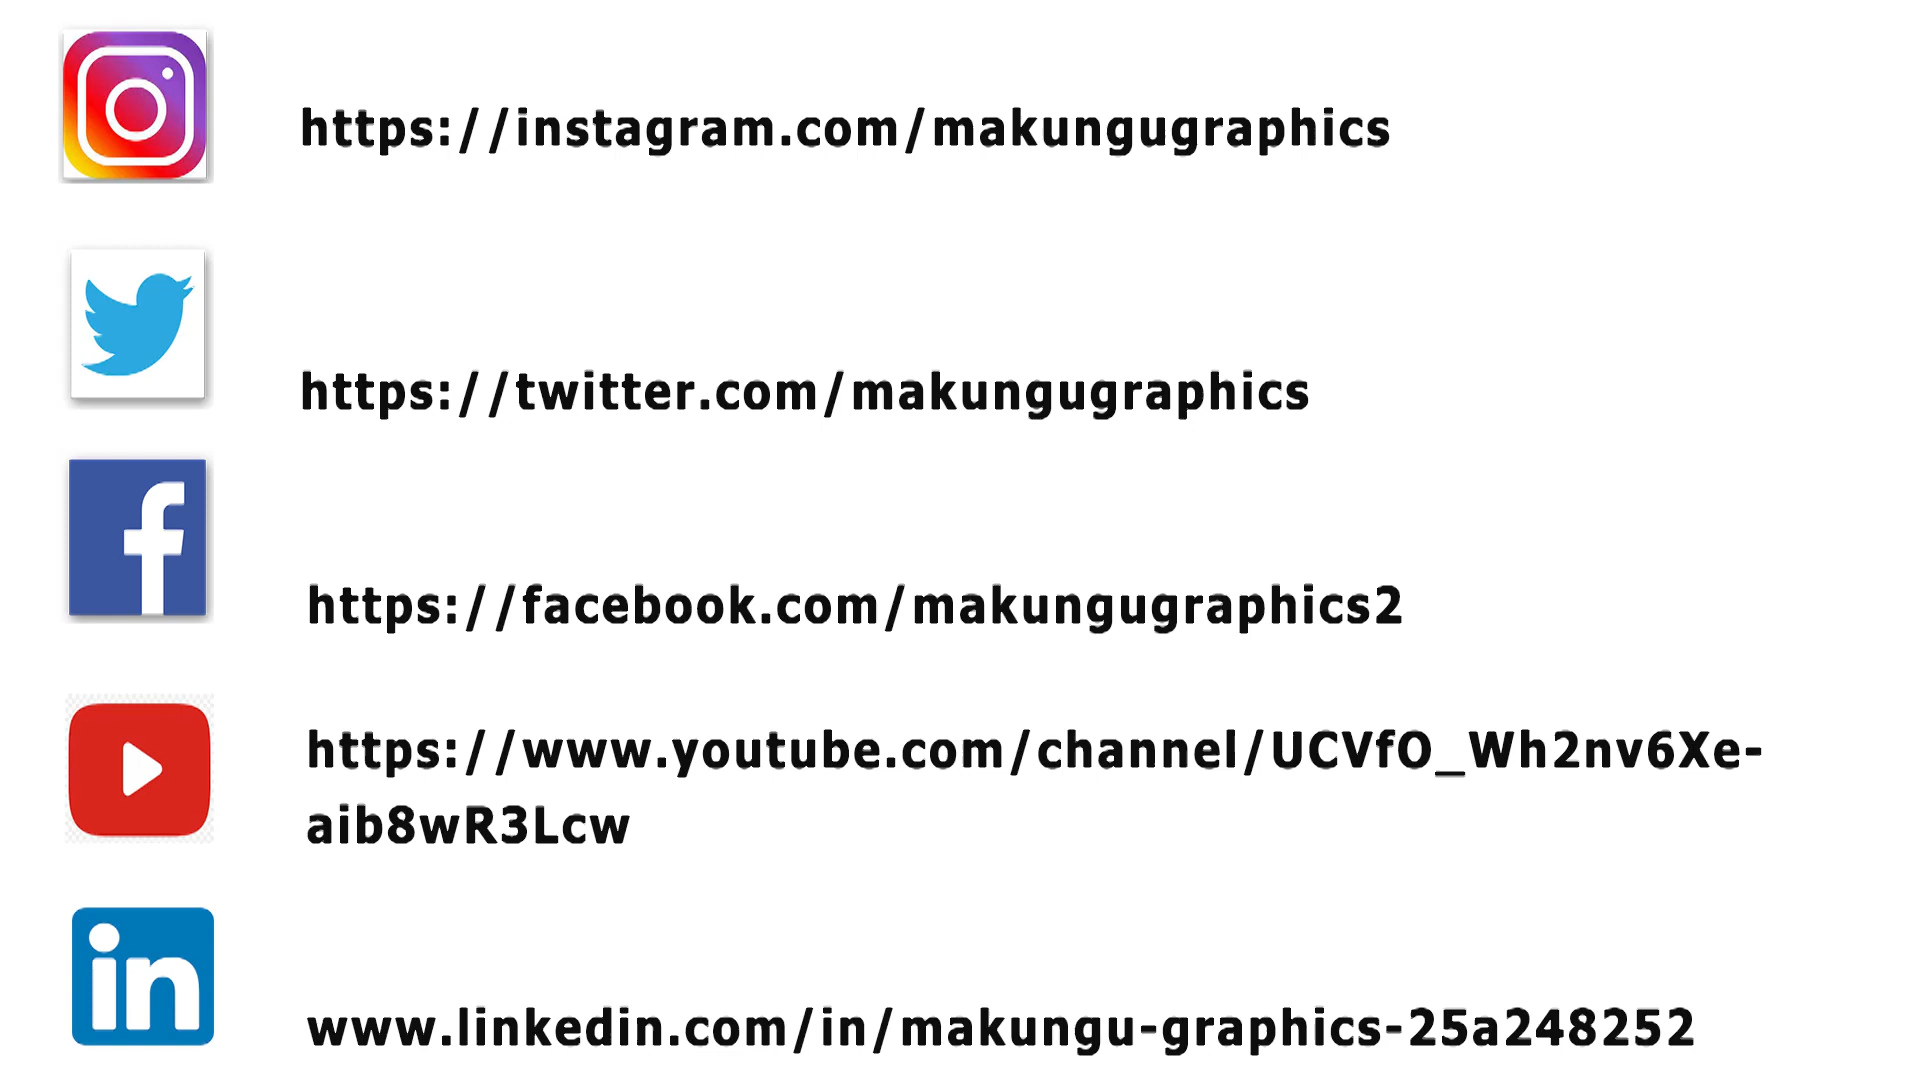 https://instagram.com/makungugraphics
https://twitter.com/makungugraphics
https://facebook.com/makungugraphics2
https://www.youtube.com/channel/UCVfO_Wh2nv6Xe-
aib8wR3Lcw
in
www.linkedin.com/in/makungu-graphics-25a248252